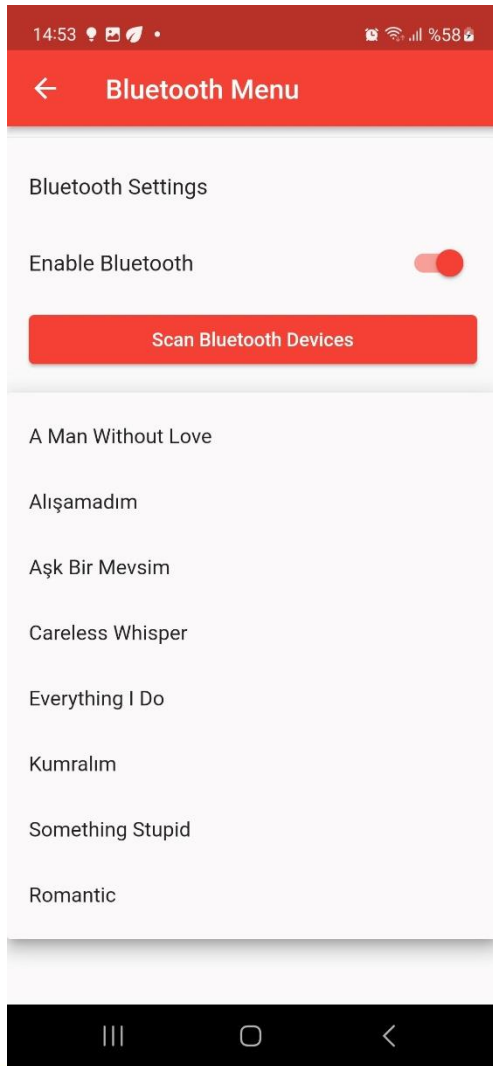 14:53 %58
Bluetooth Menu
Bluetooth Settings
Enable Bluetooth
Scan Bluetooth Devices
A Man Without Love
Alışamadım
Aşk Bir Mevsim
Careless Whisper
Everything I Do
Kumralım
Something Stupid
Romantic